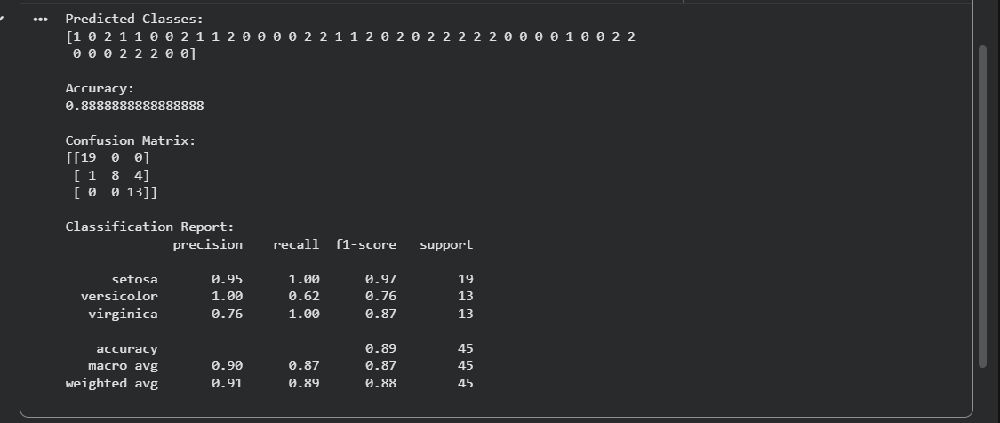 Predicted Classes:
[1 0 2 1 1 0 0 2 1 1 2 0 0 0 0 2 2 1 1 2 0 2 0 2 2 2 2 2 0 0 0 0 1 0 0 2 2
0 0 0 2 2 2 0 0]
Accuracy:
0.8888888888888888
Confusion Matrix:
[[19 0 0]
[ 1 8 4]
[ 0 0 13]]
Classification Report:
precision recall f1-score support
setosa 0.95 1.00 0.97 19
versicolor 1.00 0.62 0.76 13
virginica 0.76 1.00 0.87 13
accuracy 0.89 45
macro avg 0.90 0.87 0.87 45
weighted avg 0.91 0.89 0.88 45